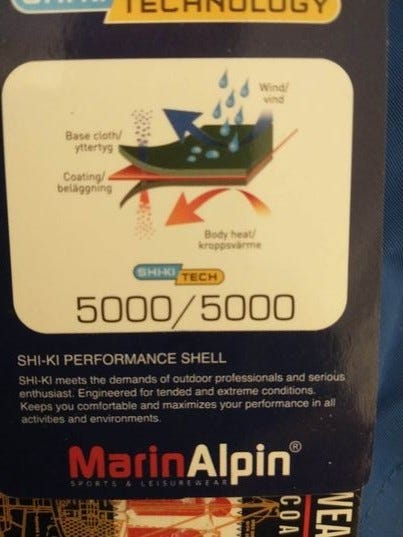 TECHNOLOGY
Wind/
vind
Base cloth/
yttertyg
Coating/
beläggning
Body heat/
kroppsvärme
SHI-KI TECH
5000/5000
SHI-KI PERFORMANCE SHELL
SHI-KI meets the demands of outdoor professionals and serious
enthusiast. Engineered for tended and extreme conditions.
Keeps you comfortable and maximizes your performance in all
activities and environments.
MarinAlpin®
SPORTS & LEISUREWEAR